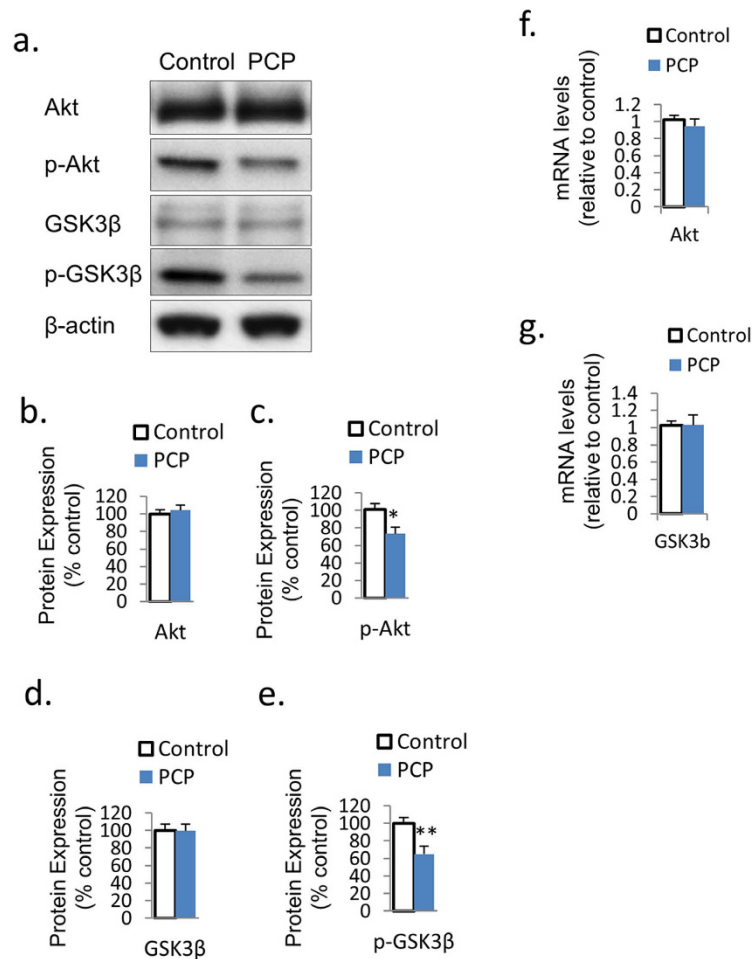 a.
Control PCP
Akt
p-Akt
GSK3β
p-GSK3β
β-actin
b.
Control
PCP
Protein Expression
(% control)
120
100
80
60
40
20
0
Akt
c.
Control
PCP
Protein Expression
(% control)
120
100
80
60
40
20
0
*
p-Akt
d.
Control
PCP
Protein Expression
(% control)
120
100
80
60
40
20
0
GSK3β
e.
Control
PCP
Protein Expression
(% control)
120
100
80
60
40
20
0
**
p-GSK3β
f.
Control
PCP
mRNA levels
(relative to control)
1.2
1
0.8
0.6
0.4
0.2
0
Akt
g.
Control
PCP
mRNA levels
(relative to control)
1.4
1.2
1
0.8
0.6
0.4
0.2
0
GSK3b